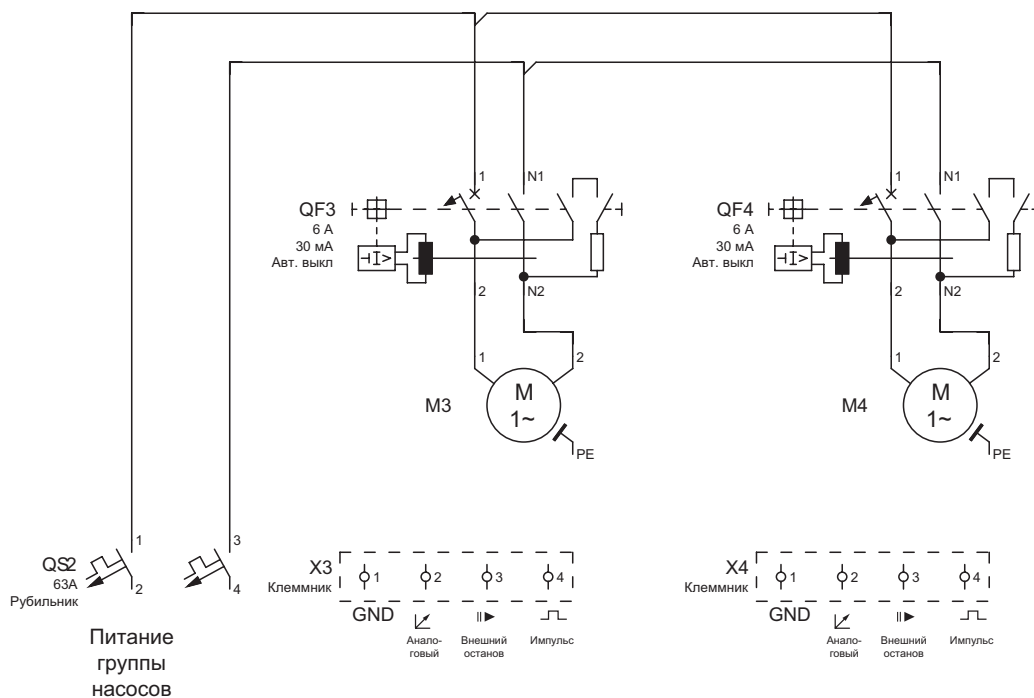 1
N1
1
N1
QF3
6 А
30 мА
Авт. выкл
I>
QF4
6 А
30 мА
Авт. выкл
I>
2
N2
2
N2
1
2
1
2
M3
M
1~
PE
M4
M
1~
PE
QS2
63А
Рубильник
1
2
3
4
Питание
группы
насосов
X3
Клеммник
1
2
3
4
GND
Анало-
говый
Внешний
останов
Импульс
X4
Клеммник
1
2
3
4
GND
Анало-
говый
Внешний
останов
Импульс